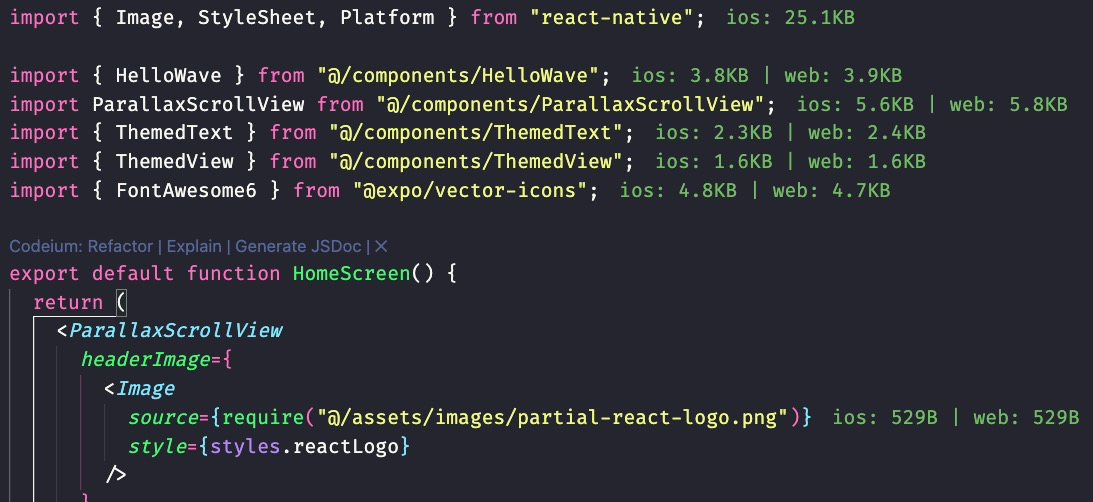 import { Image, StyleSheet, Platform } from "react-native"; ios: 25.1KB
import { HelloWave } from "@/components/HelloWave"; ios: 3.8KB | web: 3.9KB
import ParallaxScrollView from "@/components/ParallaxScrollView"; ios: 5.6KB | web: 5.8KB
import { ThemedText } from "@/components/ThemedText"; ios: 2.3KB | web: 2.4KB
import { ThemedView } from "@/components/ThemedView"; ios: 1.6KB | web: 1.6KB
import { FontAwesome6 } from "@expo/vector-icons"; ios: 4.8KB | web: 4.7KB
Codeium: Refactor | Explain | Generate JSDoc | ×
export default function HomeScreen() {
return (
<ParallaxScrollView
headerImage={
<Image
source={require("@/assets/images/partial-react-logo.png")} ios: 529B | web: 529B
style={styles.reactLogo}
/>
}